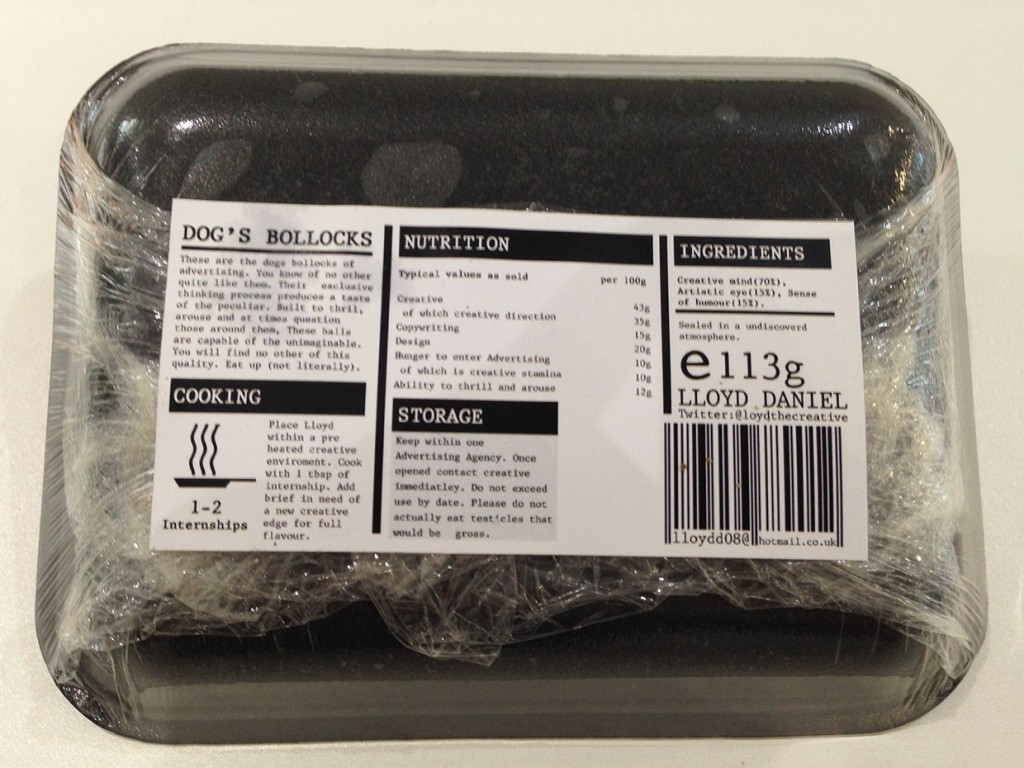 DOG'S BOLLOCKS
These are the dogs bollocks of
advertising. You know of no other
quite like them. Their exclusive
thinking process produces a taste
of the peculiar. Built to thril,
arouse and at times question
those around them, These balls
are capable of the unimaginable.
You will find no other of this
quality. Eat up (not literally).
COOKING
Place Lloyd
within a pre
heated creative
enviroment. Cook
with 1 tbsp of
internship. Add
brief in need of
a new creative
edge for full
flavour.
1-2
Internships
NUTRITION
Typical values as sold per 100g
Creative 43g
of which creative direction 35g
Copywriting 15g
Design 20g
Hunger to enter Advertising 10g
of which is creative stamina 10g
Ability to thrill and arouse 12g
STORAGE
Keep within one
Advertising Agency. Once
opened contact creative
immediatley. Do not exceed
use by date. Please do not
actually eat test'cles that
would be gross.
INGREDIENTS
Creative mind(70%),
Artistic eye(15%), Sense
of humour(15%).
Sealed in a undiscoverd
atmosphere.
e113g
LLOYD DANIEL
Twitter:@loydthecreative
lloydd08@hotmail.co.uk